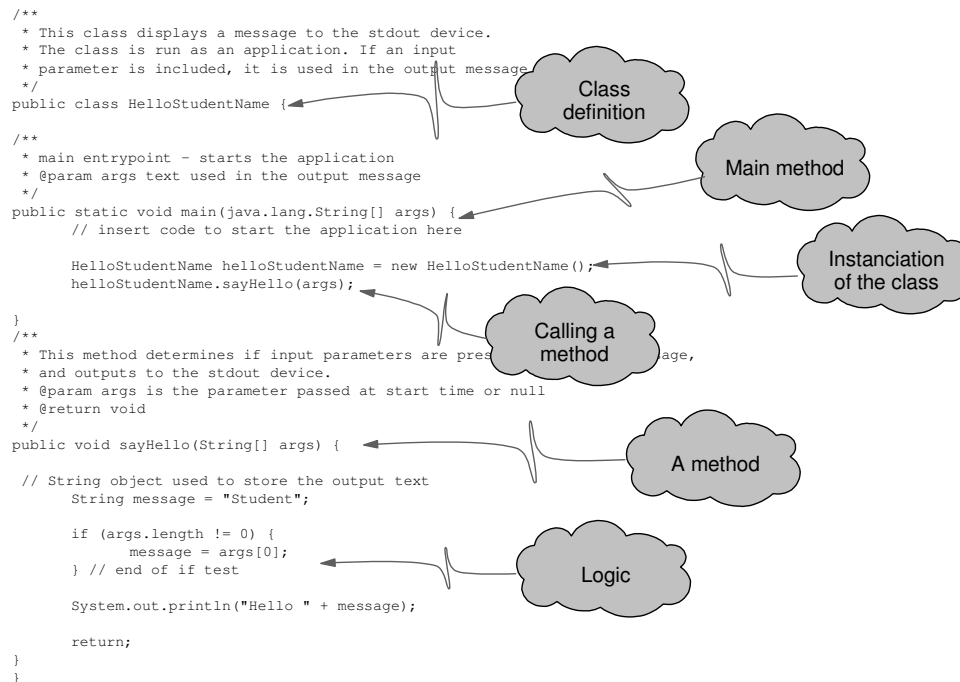 /**
 * This class displays a message to the stdout device.
 * The class is run as an application. If an input
 * parameter is included, it is used in the output message
 */
public class HelloStudentName {
Class
definition
/**
 * main entrypoint - starts the application
 * @param args text used in the output message
 */
Main method
public static void main(java.lang.String[] args) {
// insert code to start the application here
HelloStudentName helloStudentName = new HelloStudentName();
helloStudentName.sayHello(args);
Instanciation
of the class
}
Calling a
method
/**
 * This method determines if input parameters are pres age,
 * and outputs to the stdout device.
 * @param args is the parameter passed at start time or null
 * @return void
 */
public void sayHello(String[] args) {
A method
// String object used to store the output text
String message = "Student";
if (args.length != 0) {
message = args[0];
} // end of if test
Logic
System.out.println("Hello " + message);
return;
}
}